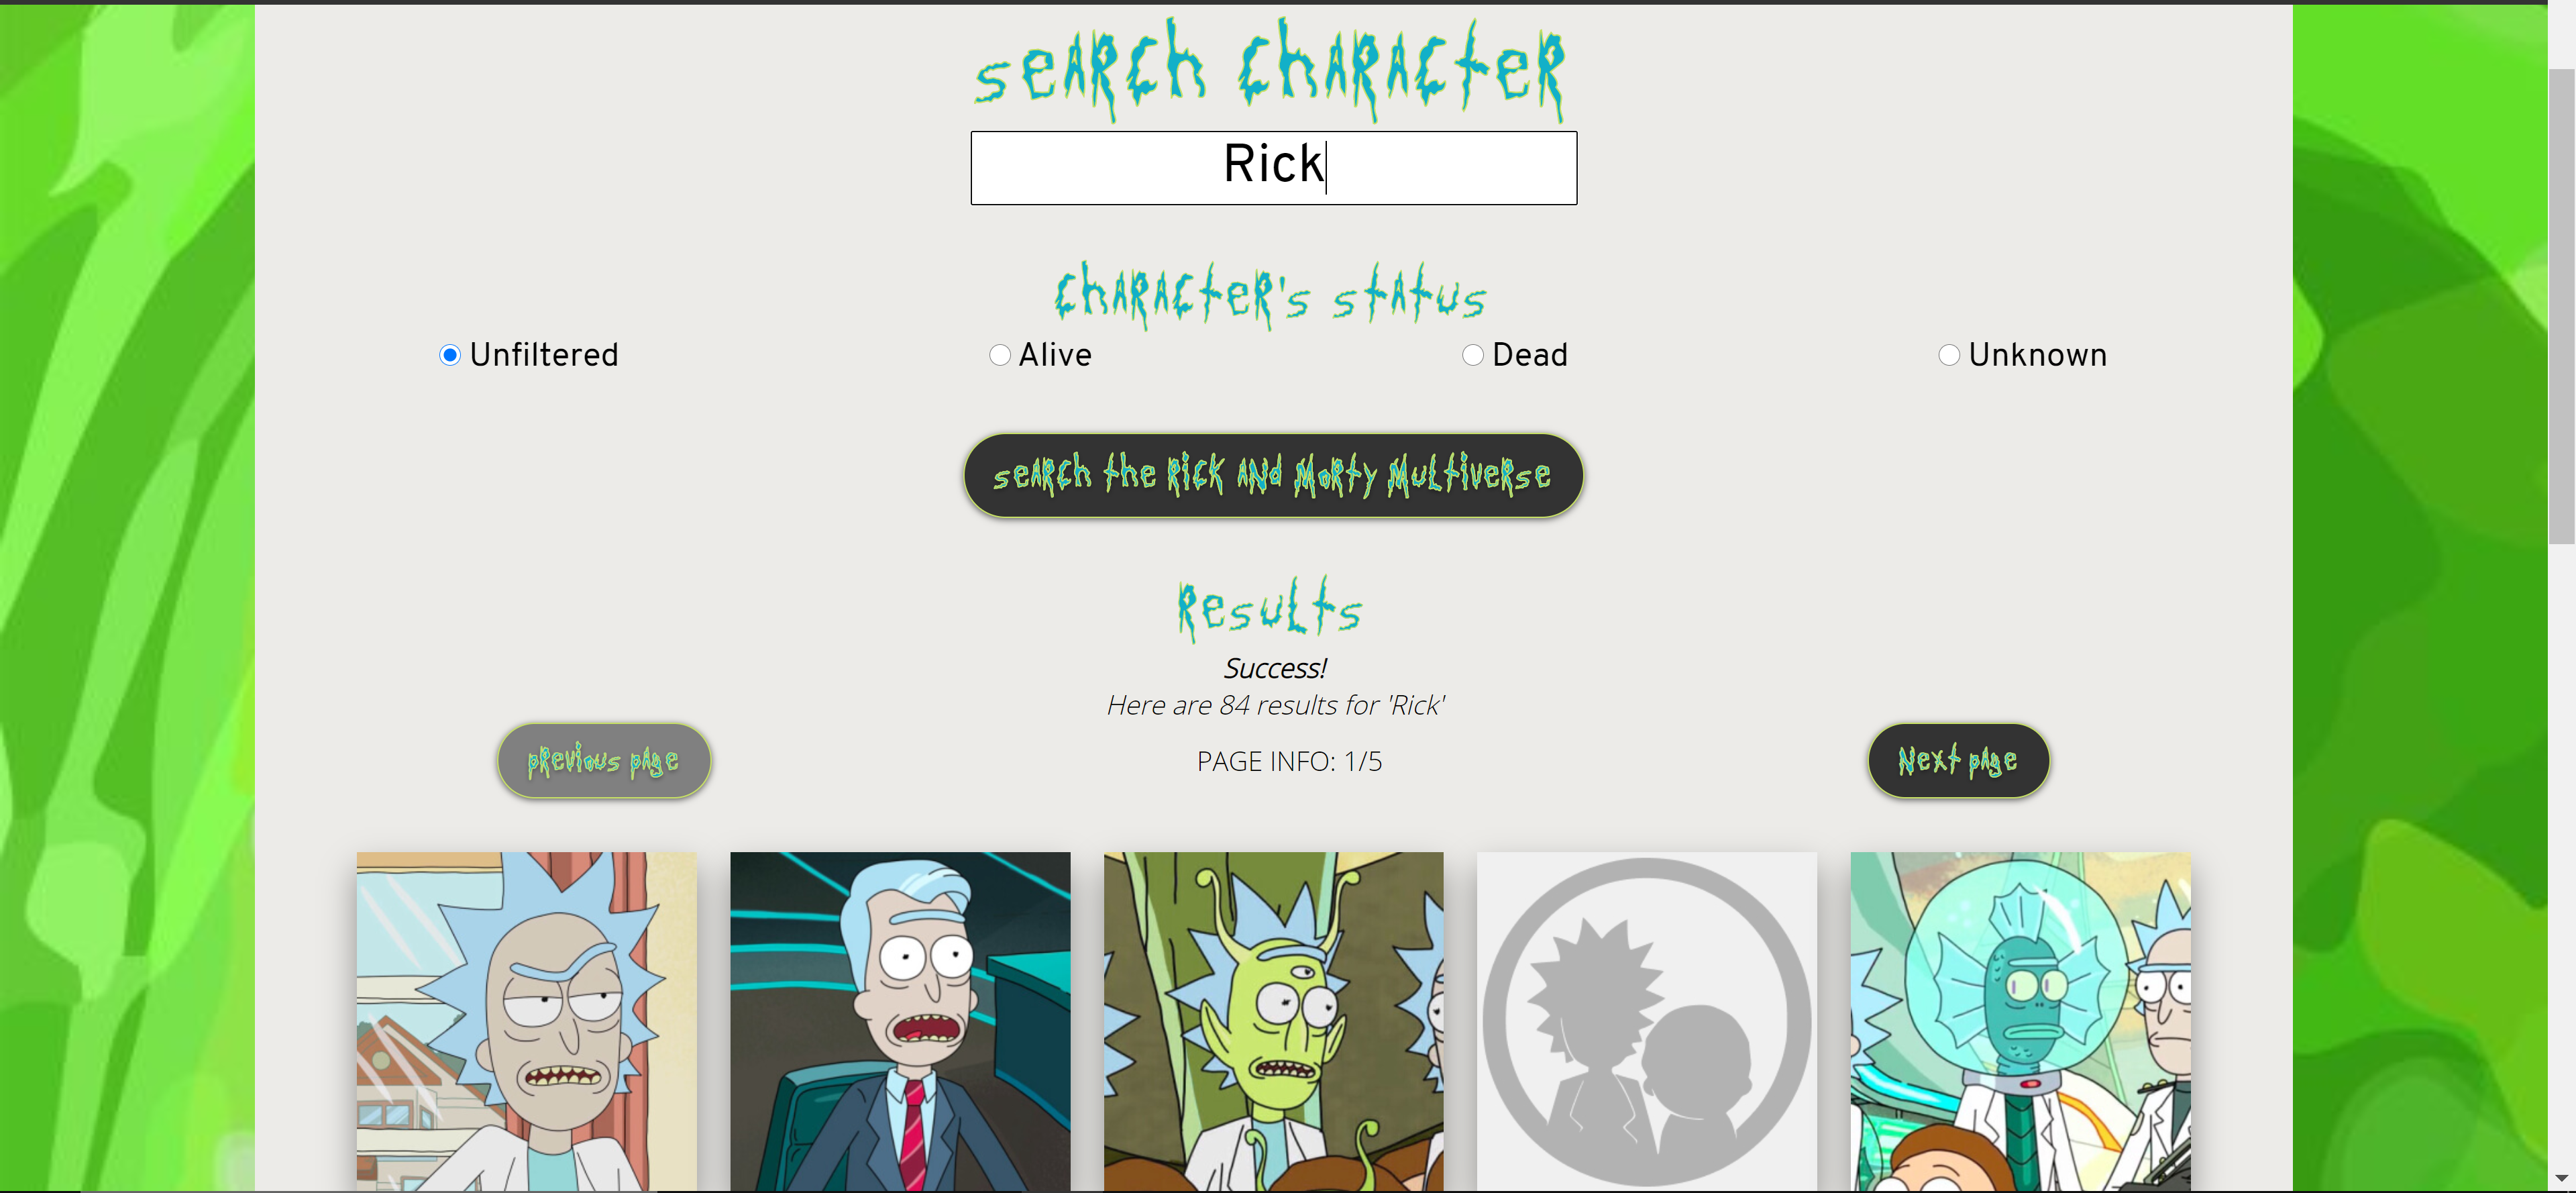 search character
Rick
character's status
Unfiltered
Alive
Dead
Unknown
search the Rick and Morty Multiverse
Results
Success!
Here are 84 results for 'Rick'
previous page
PAGE INFO: 1/5
Next page